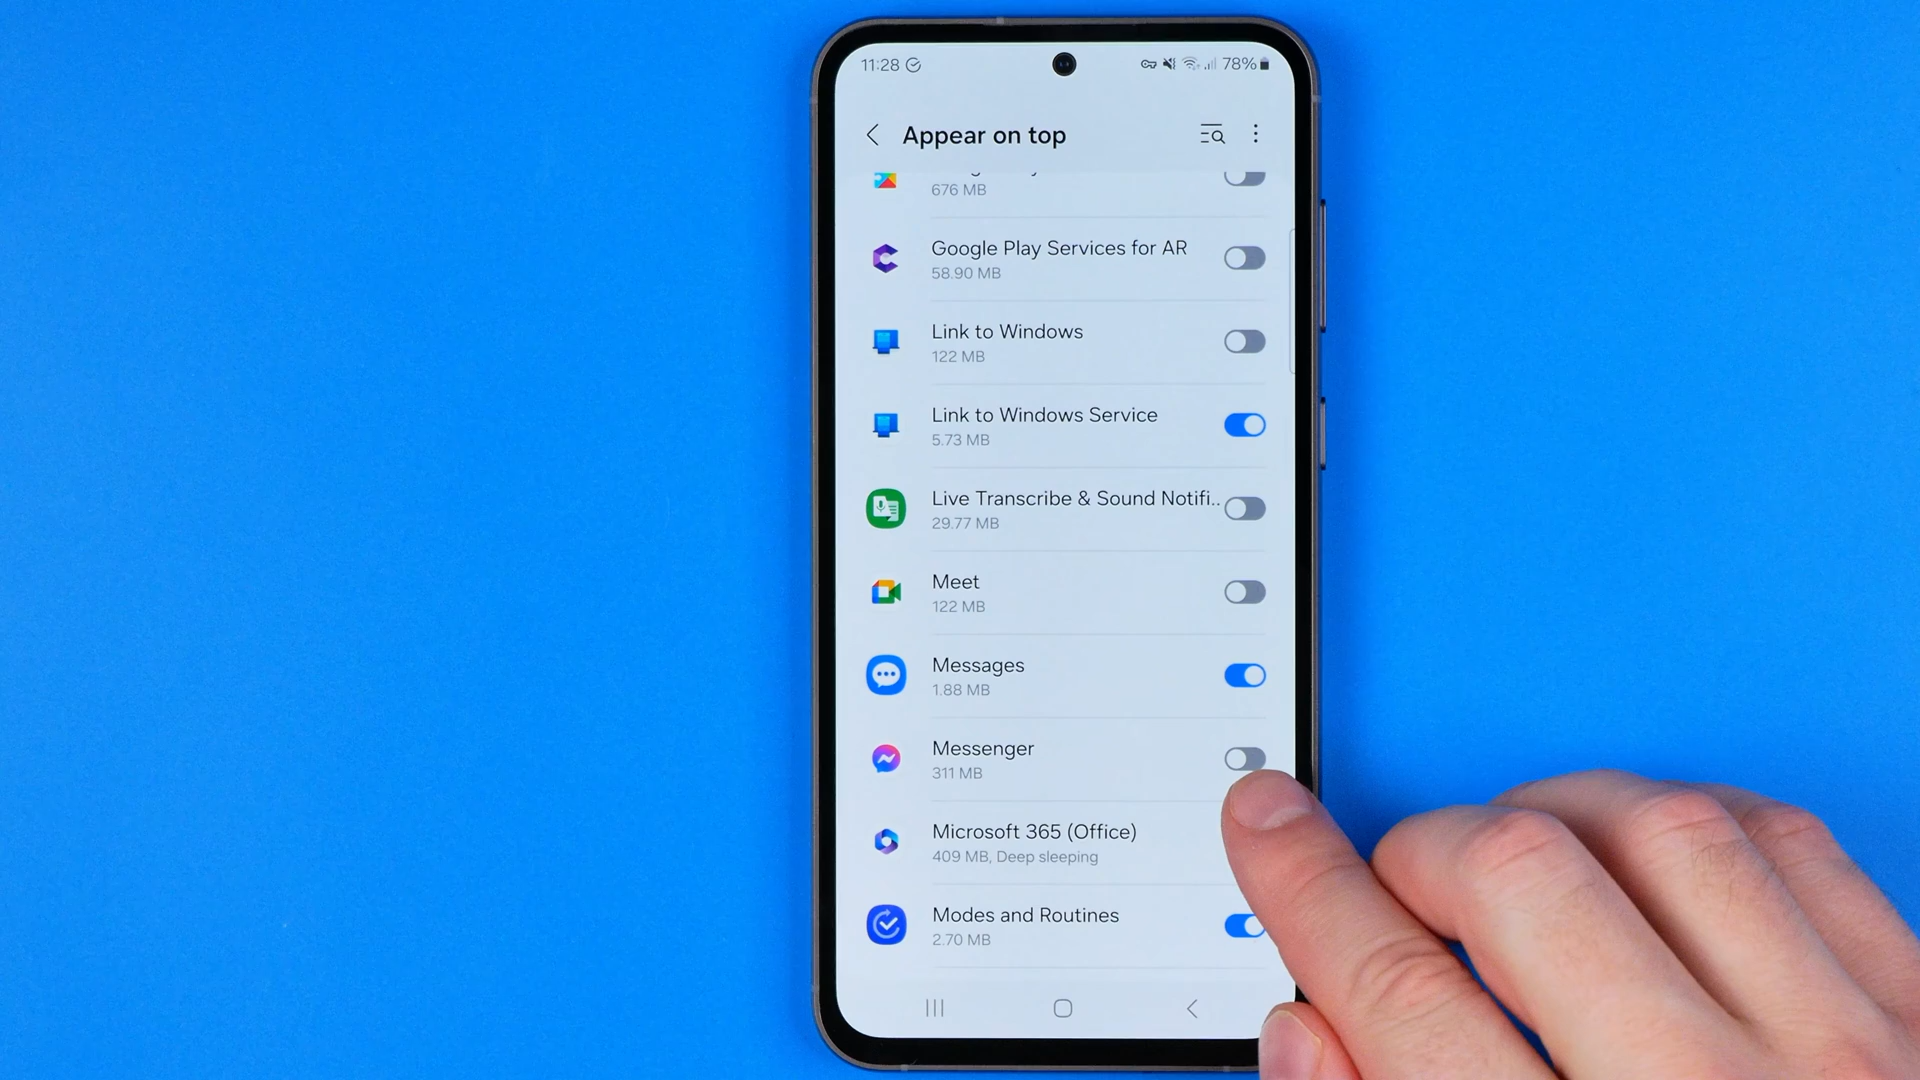 11:28 78%
Appear on top
676 MB
Google Play Services for AR
58.90 MB
Link to Windows
122 MB
Link to Windows Service
5.73 MB
Live Transcribe & Sound Notifi..
29.77 MB
Meet
122 MB
Messages
1.88 MB
Messenger
311 MB
Microsoft 365 (Office)
409 MB, Deep sleeping
Modes and Routines
2.70 MB